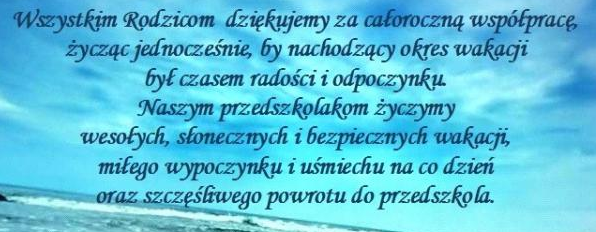 Wszystkim Rodzicom dziękujemy za całoroczną współpracę,
życząc jednocześnie, by nachodzący okres wakacji
był czasem radości i odpoczynku.
Naszym przedszkolakom życzymy
wesołych, słonecznych i bezpiecznych wakacji,
miłego wypoczynku i uśmiechu na co dzień
oraz szczęśliwego powrotu do przedszkola.